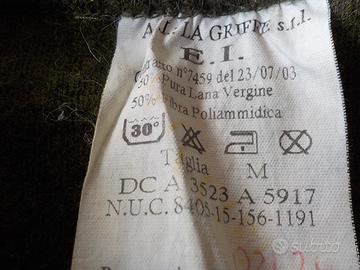 A.L. LA GRIFFE s.r.l.
E.I.
n°7459 del 23/07/03
50% Pura Lana Vergine
50% Fibra Poliammidica
30°
Taglia M
DC A 3523 A 5917
N.U.C. 8405-15-156-1191
subito